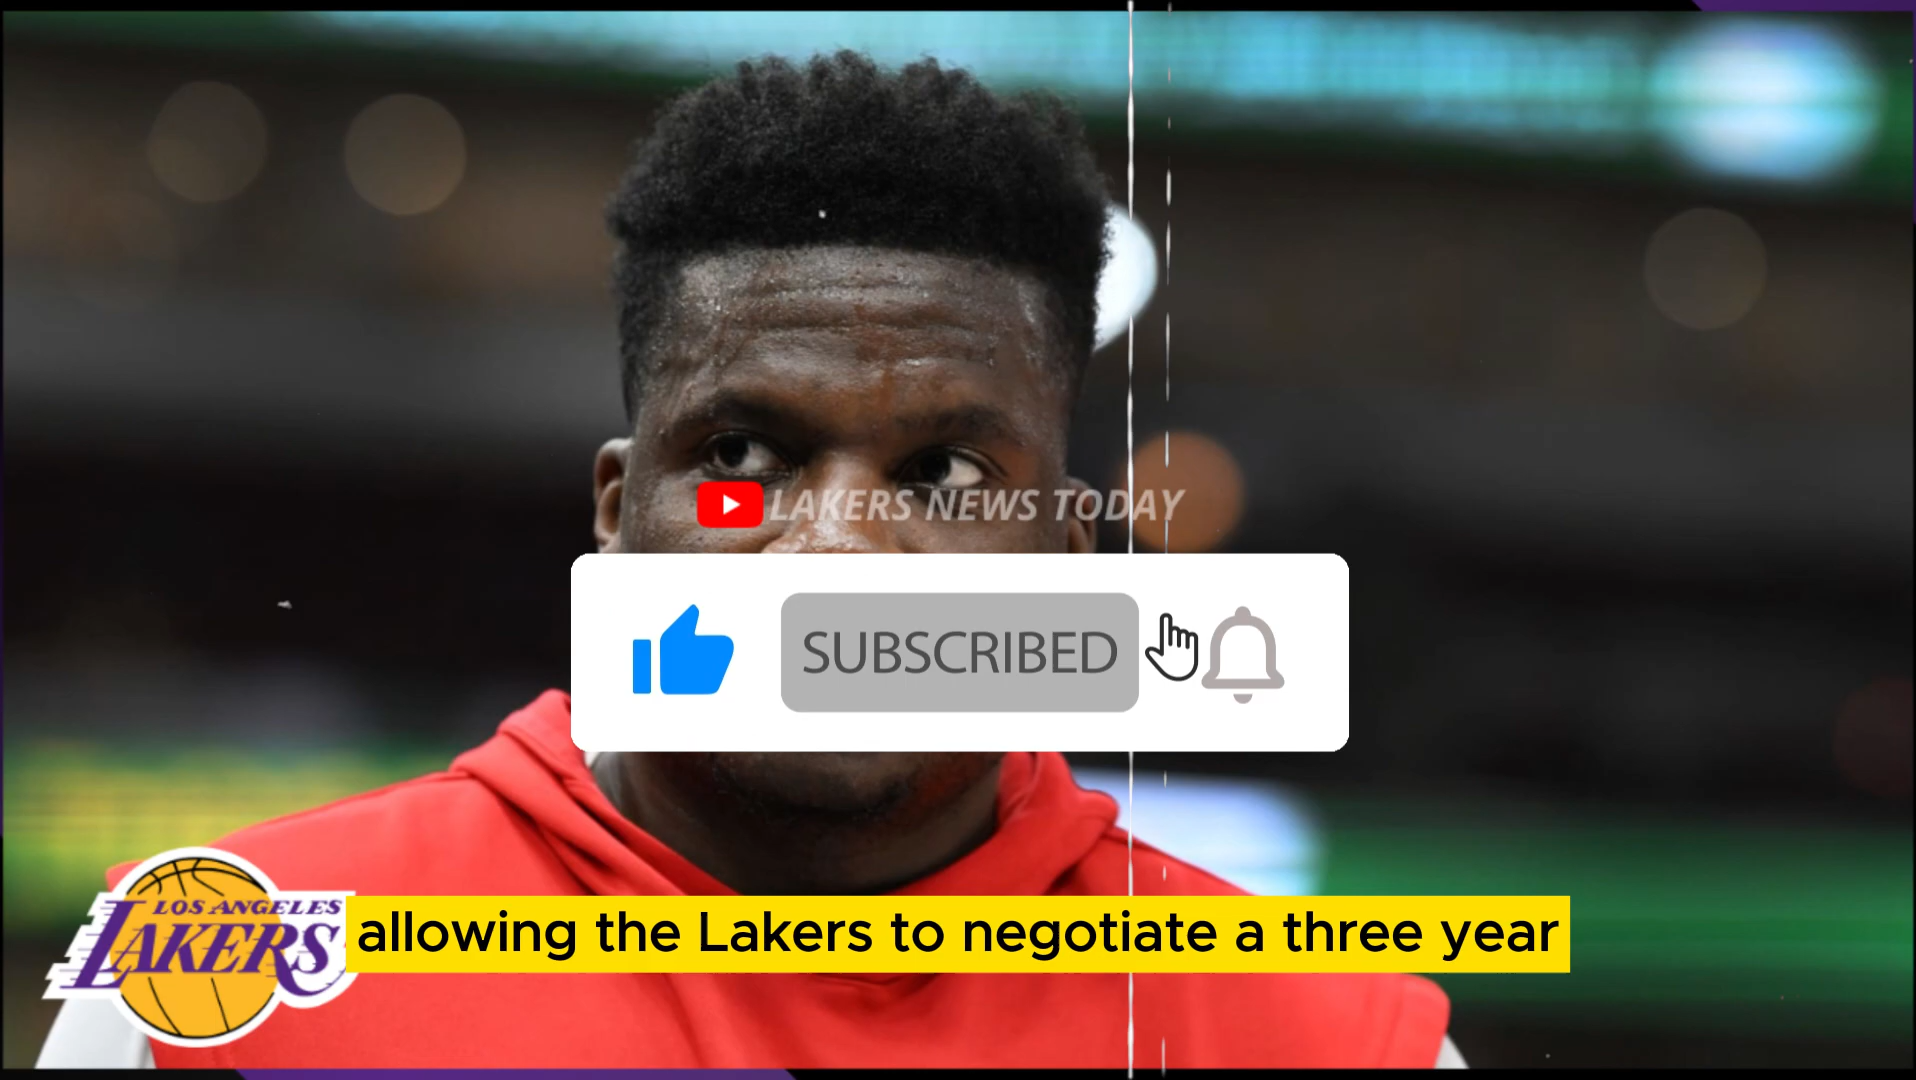 LAKERS NEWS TODAY
SUBSCRIBED
LOS ANGELES
LAKERS
allowing the Lakers to negotiate a three year